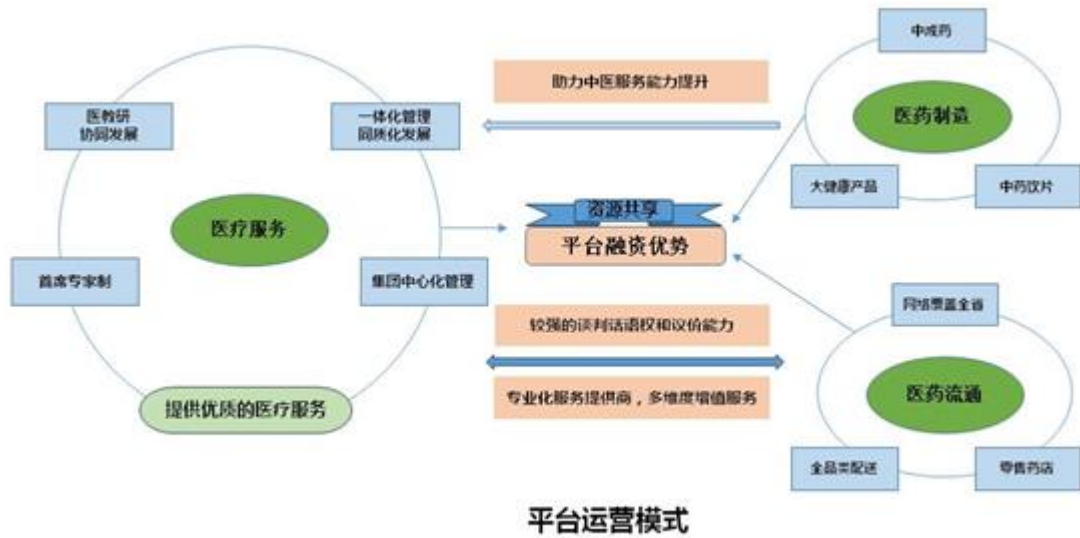 中成药
助力中医服务能力提升
医教研
协同发展
一体化管理
同质化发展
医药制造
大健康产品
中药饮片
资源共享
医疗服务
平台融资优势
首席专家制
集团中心化管理
网络覆盖全省
较强的谈判话语权和议价能力
医药流通
专业化服务提供商，多维度增值服务
提供优质的医疗服务
全品类配送
零售药店
平台运营模式